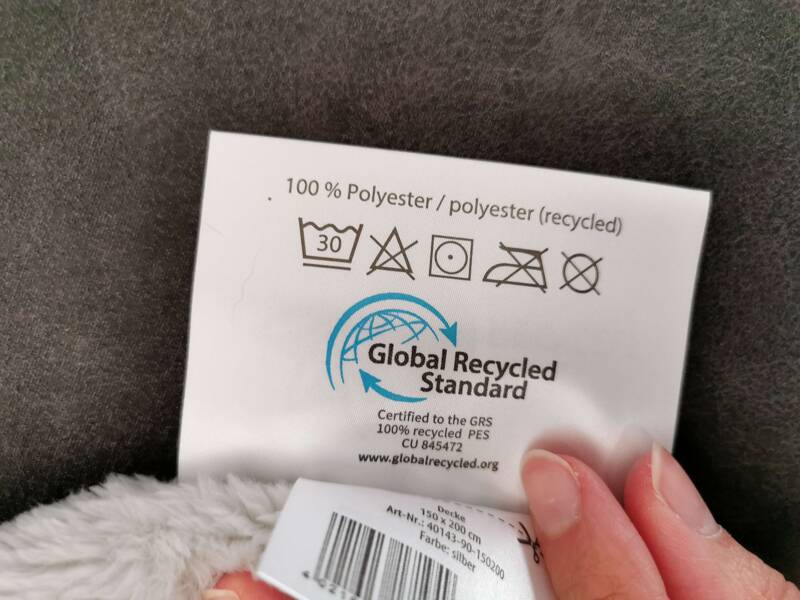 100 % Polyester / polyester (recycled)
30
Global Recycled
Standard
Certified to the GRS
100% recycled PES
CU 845472
www.globalrecycled.org
Decke
150 x 200 cm
Art-Nr.: 40143-90-150200
Farbe: silber